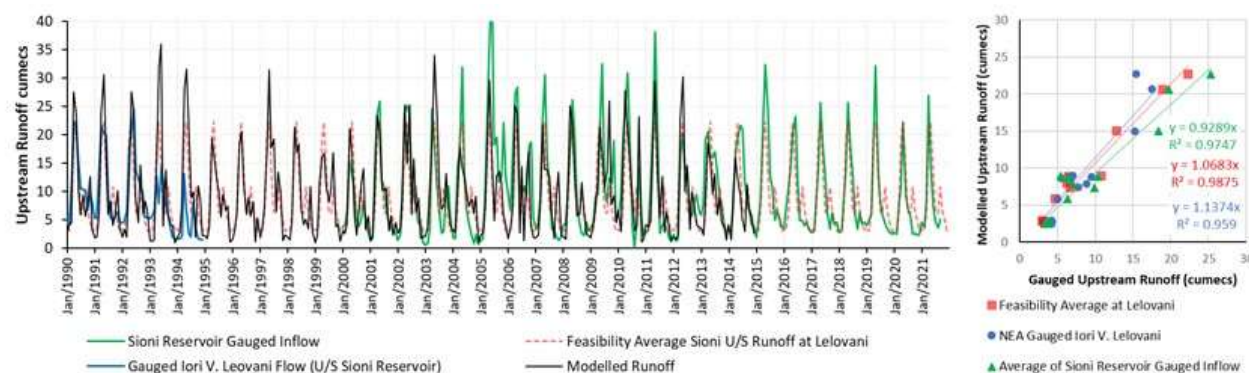 Upstream Runoff cumecs
40
35
30
25
20
15
10
5
0
Jan/1990
Jan/1991
Jan/1992
Jan/1993
Jan/1994
Jan/1995
Jan/1996
Jan/1997
Jan/1998
Jan/1999
Jan/2000
Jan/2001
Jan/2002
Jan/2003
Jan/2004
Jan/2005
Jan/2006
Jan/2007
Jan/2008
Jan/2009
Jan/2010
Jan/2011
Jan/2012
Jan/2013
Jan/2014
Jan/2015
Jan/2016
Jan/2017
Jan/2018
Jan/2019
Jan/2020
Jan/2021
Sioni Reservoir Gauged Inflow
Feasibility Average Sioni U/S Runoff at Lelovani
Gauged Iori V. Leovani Flow (U/S Sioni Reservoir)
Modelled Runoff
Modelled Upstream Runoff (cumecs)
30
25
20
15
10
5
0
y = 0.9289x
R² = 0.9747
y = 1.0683x
R² = 0.9875
y = 1.1374x
R² = 0.959
0 5 10 15 20 25 30
Gauged Upstream Runoff (cumecs)
Feasibility Average at Lelovani
NEA Gauged Iori V. Lelovani
Average of Sioni Reservoir Gauged Inflow